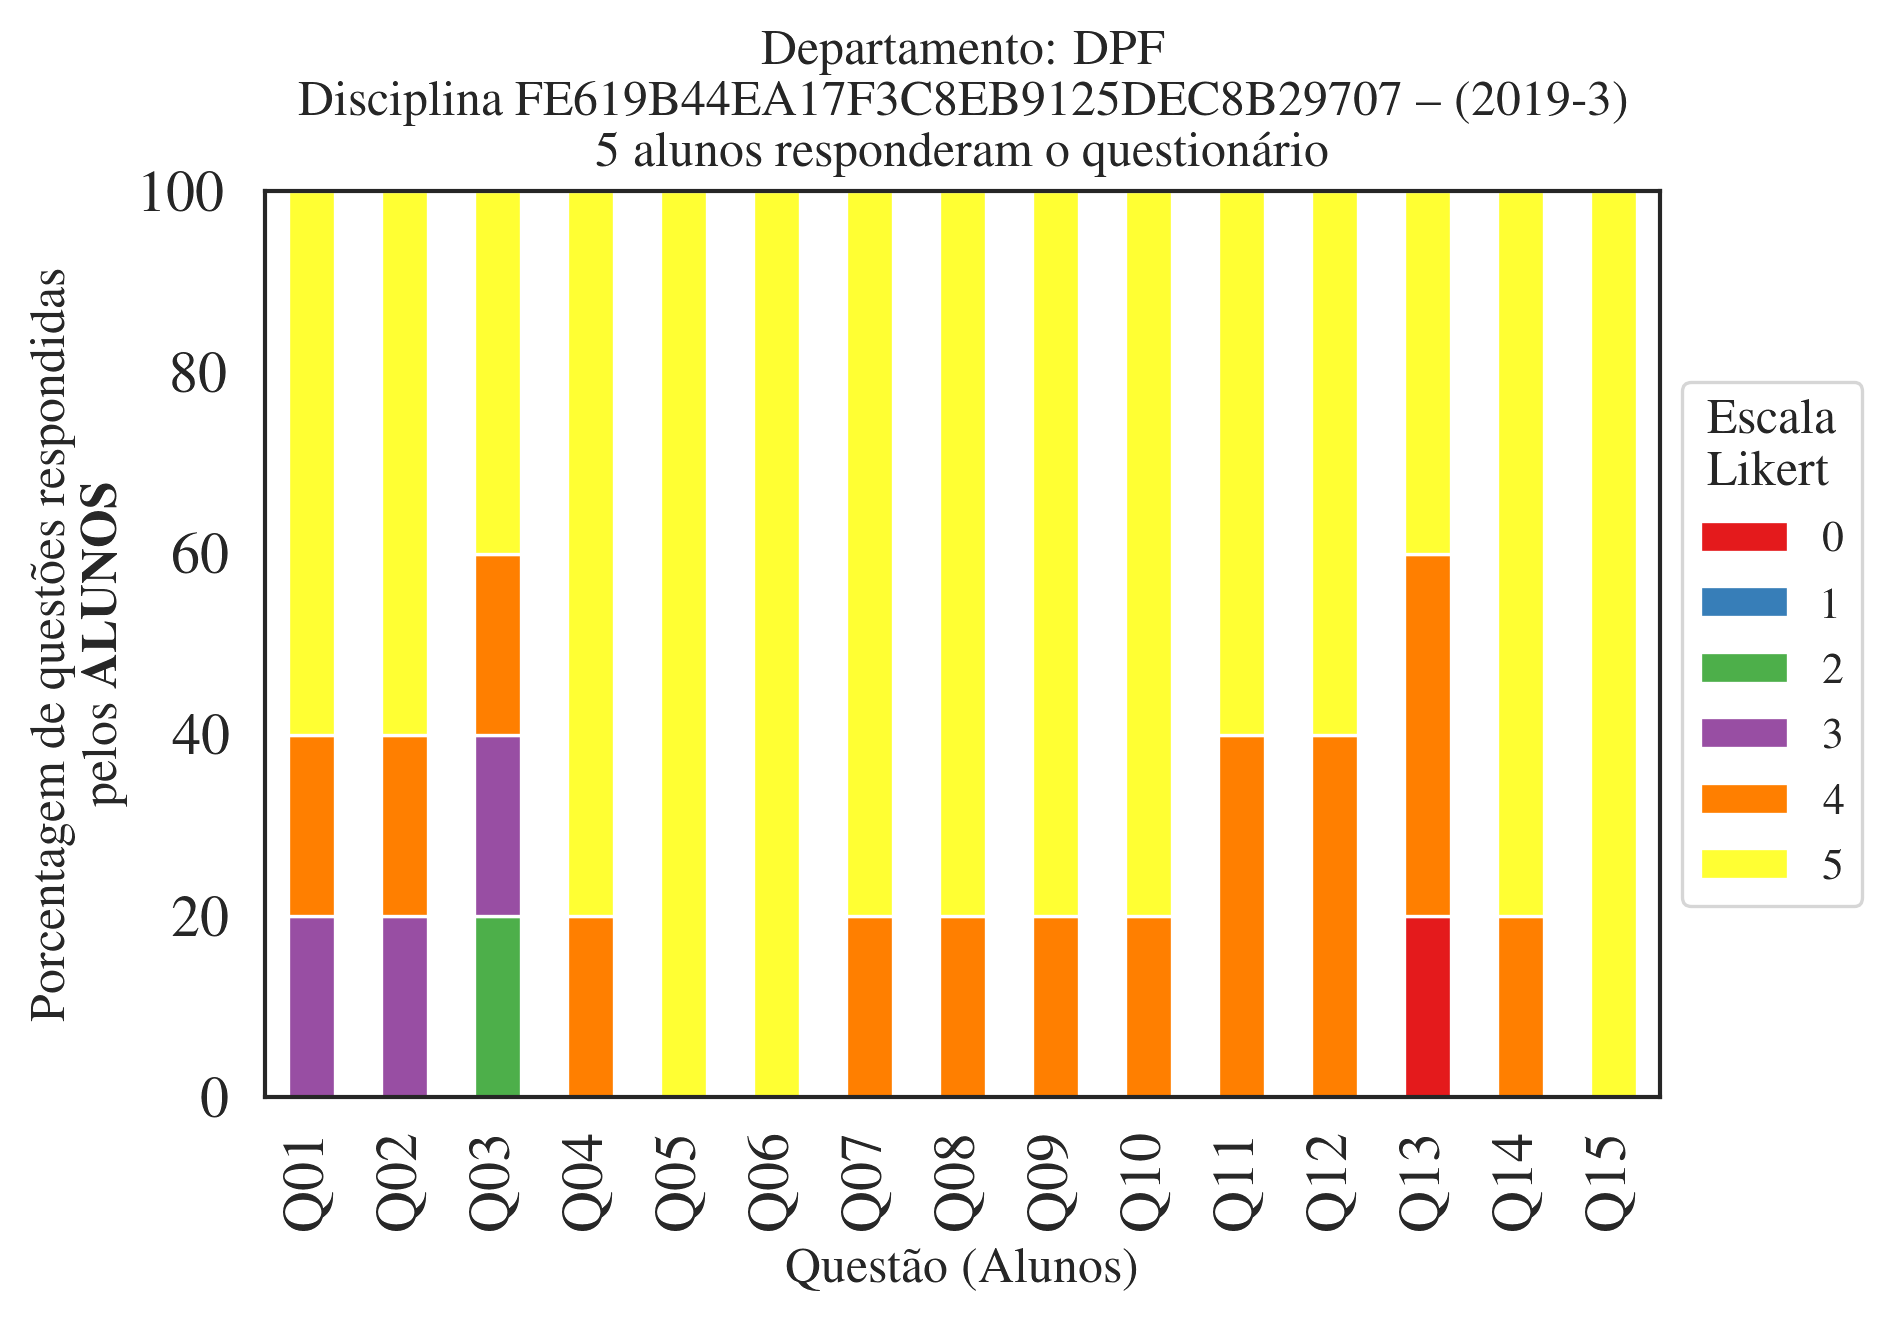 Departamento: DPF
Disciplina FE619B44EA17F3C8EB9125DEC8B29707 – (2019-3)
5 alunos responderam o questionário
Porcentagem de questões respondidas
pelos ALUNOS
100
80
60
40
20
0
Q01
Q02
Q03
Q04
Q05
Q06
Q07
Q08
Q09
Q10
Q11
Q12
Q13
Q14
Q15
Questão (Alunos)
Escala
Likert
0
1
2
3
4
5